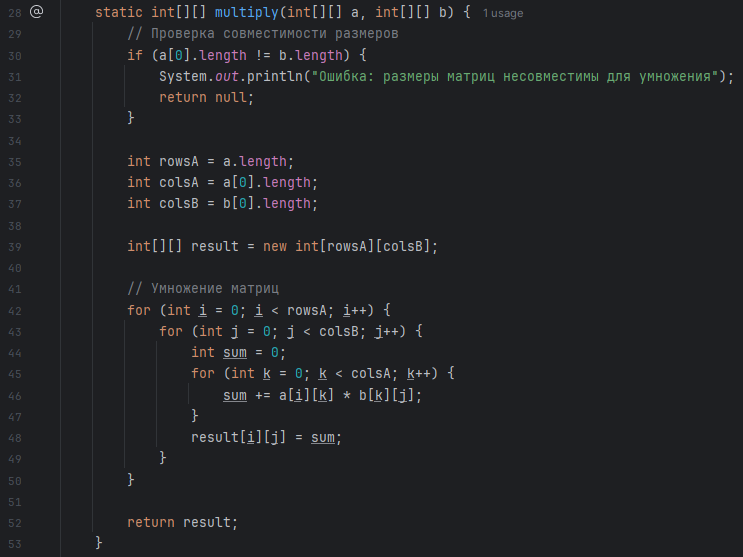 28 @ static int[][] multiply(int[][] a, int[][] b) { 1 usage
29 // Проверка совместимости размеров
30 if (a[0].length != b.length) {
31 System.out.println("Ошибка: размеры матриц несовместимы для умножения");
32 return null;
33 }
34
35 int rowsA = a.length;
36 int colsA = a[0].length;
37 int colsB = b[0].length;
38
39 int[][] result = new int[rowsA][colsB];
40
41 // Умножение матриц
42 for (int i = 0; i < rowsA; i++) {
43 for (int j = 0; j < colsB; j++) {
44 int sum = 0;
45 for (int k = 0; k < colsA; k++) {
46 sum += a[i][k] * b[k][j];
47 }
48 result[i][j] = sum;
49 }
50 }
51
52 return result;
53 }